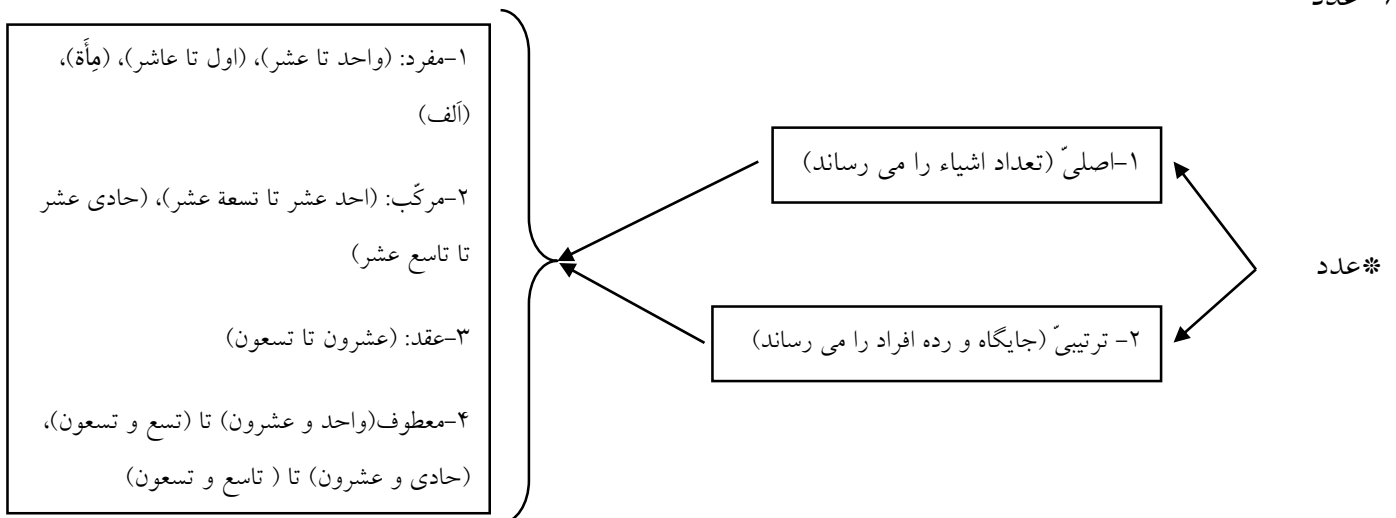 عدد
*عدد
۱-اصلیّ (تعداد اشیاء را می رساند)
۲- ترتیبیّ (جایگاه و رده افراد را می رساند)
۱-مفرد: (واحد تا عشر)، (اول تا عاشر)، (مِأَة)،
(اَلف)
۲-مرکّب: (احد عشر تا تسعة عشر)، (حادی عشر
تا تاسع عشر)
۳-عقد: (عشرون تا تسعون)
۴-معطوف(واحد و عشرون) تا (تسع و تسعون)،
(حادی و عشرون) تا ( تاسع و تسعون)